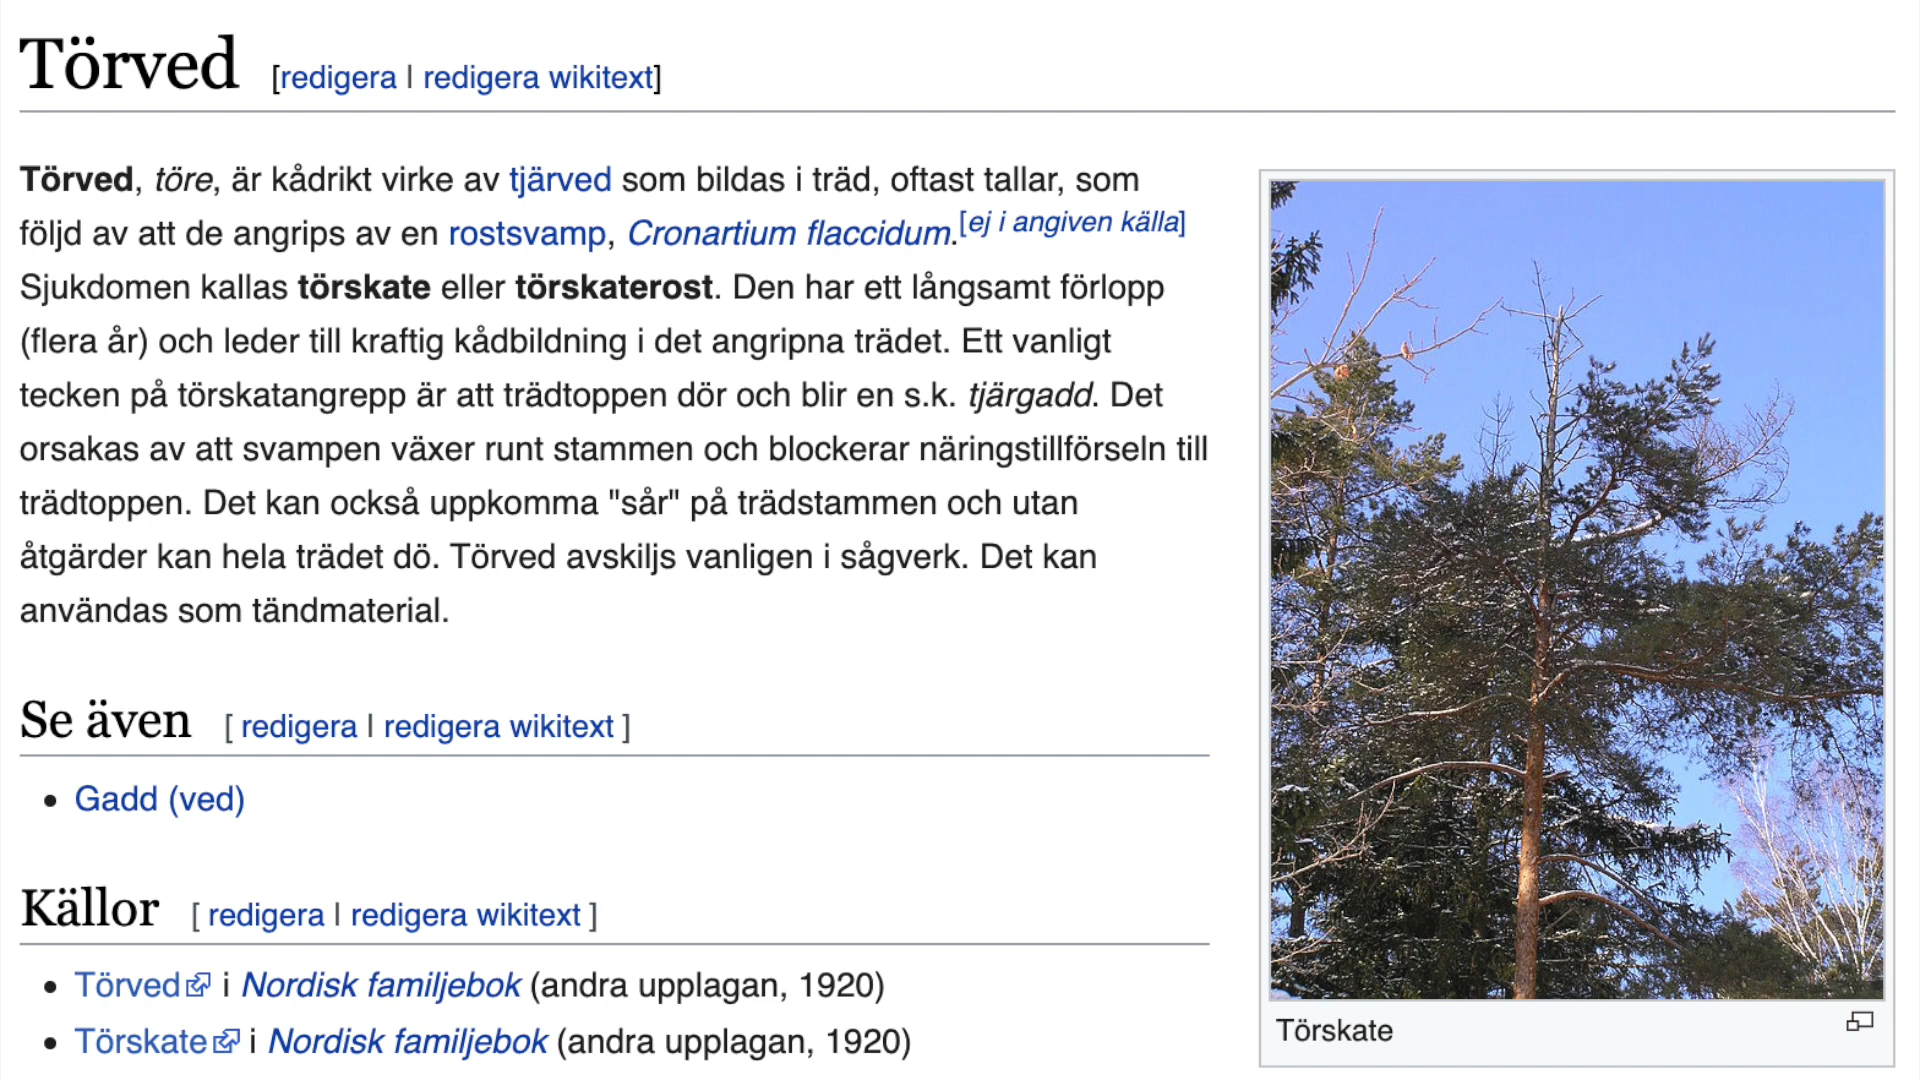 Törved [redigera | redigera wikitext]
Törved, töre, är kådrikt virke av tjärved som bildas i träd, oftast tallar, som
följd av att de angrips av en rostsvamp, Cronartium flaccidum.[ej i angiven källa]
Sjukdomen kallas törskate eller törskaterost. Den har ett långsamt förlopp
(flera år) och leder till kraftig kådbildning i det angripna trädet. Ett vanligt
tecken på törskatangrepp är att trädtoppen dör och blir en s.k. tjärgadd. Det
orsakas av att svampen växer runt stammen och blockerar näringstillförseln till
trädtoppen. Det kan också uppkomma "sår" på trädstammen och utan
åtgärder kan hela trädet dö. Törved avskiljs vanligen i sågverk. Det kan
användas som tändmaterial.
Se även [ redigera | redigera wikitext ]
• Gadd (ved)
Källor [ redigera | redigera wikitext ]
• Törved i Nordisk familjebok (andra upplagan, 1920)
• Törskate i Nordisk familjebok (andra upplagan, 1920)
Törskate